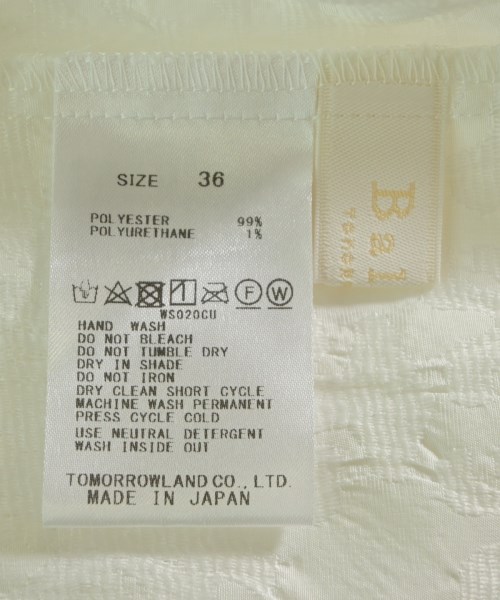 SIZE 36
POLYESTER 99%
POLYURETHANE 1%
F W
WS020CU
HAND WASH
DO NOT BLEACH
DO NOT TUMBLE DRY
DRY IN SHADE
DO NOT IRON
DRY CLEAN SHORT CYCLE
MACHINE WASH PERMANENT
PRESS CYCLE COLD
USE NEUTRAL DETERGENT
WASH INSIDE OUT
TOMORROWLAND CO., LTD.
MADE IN JAPAN